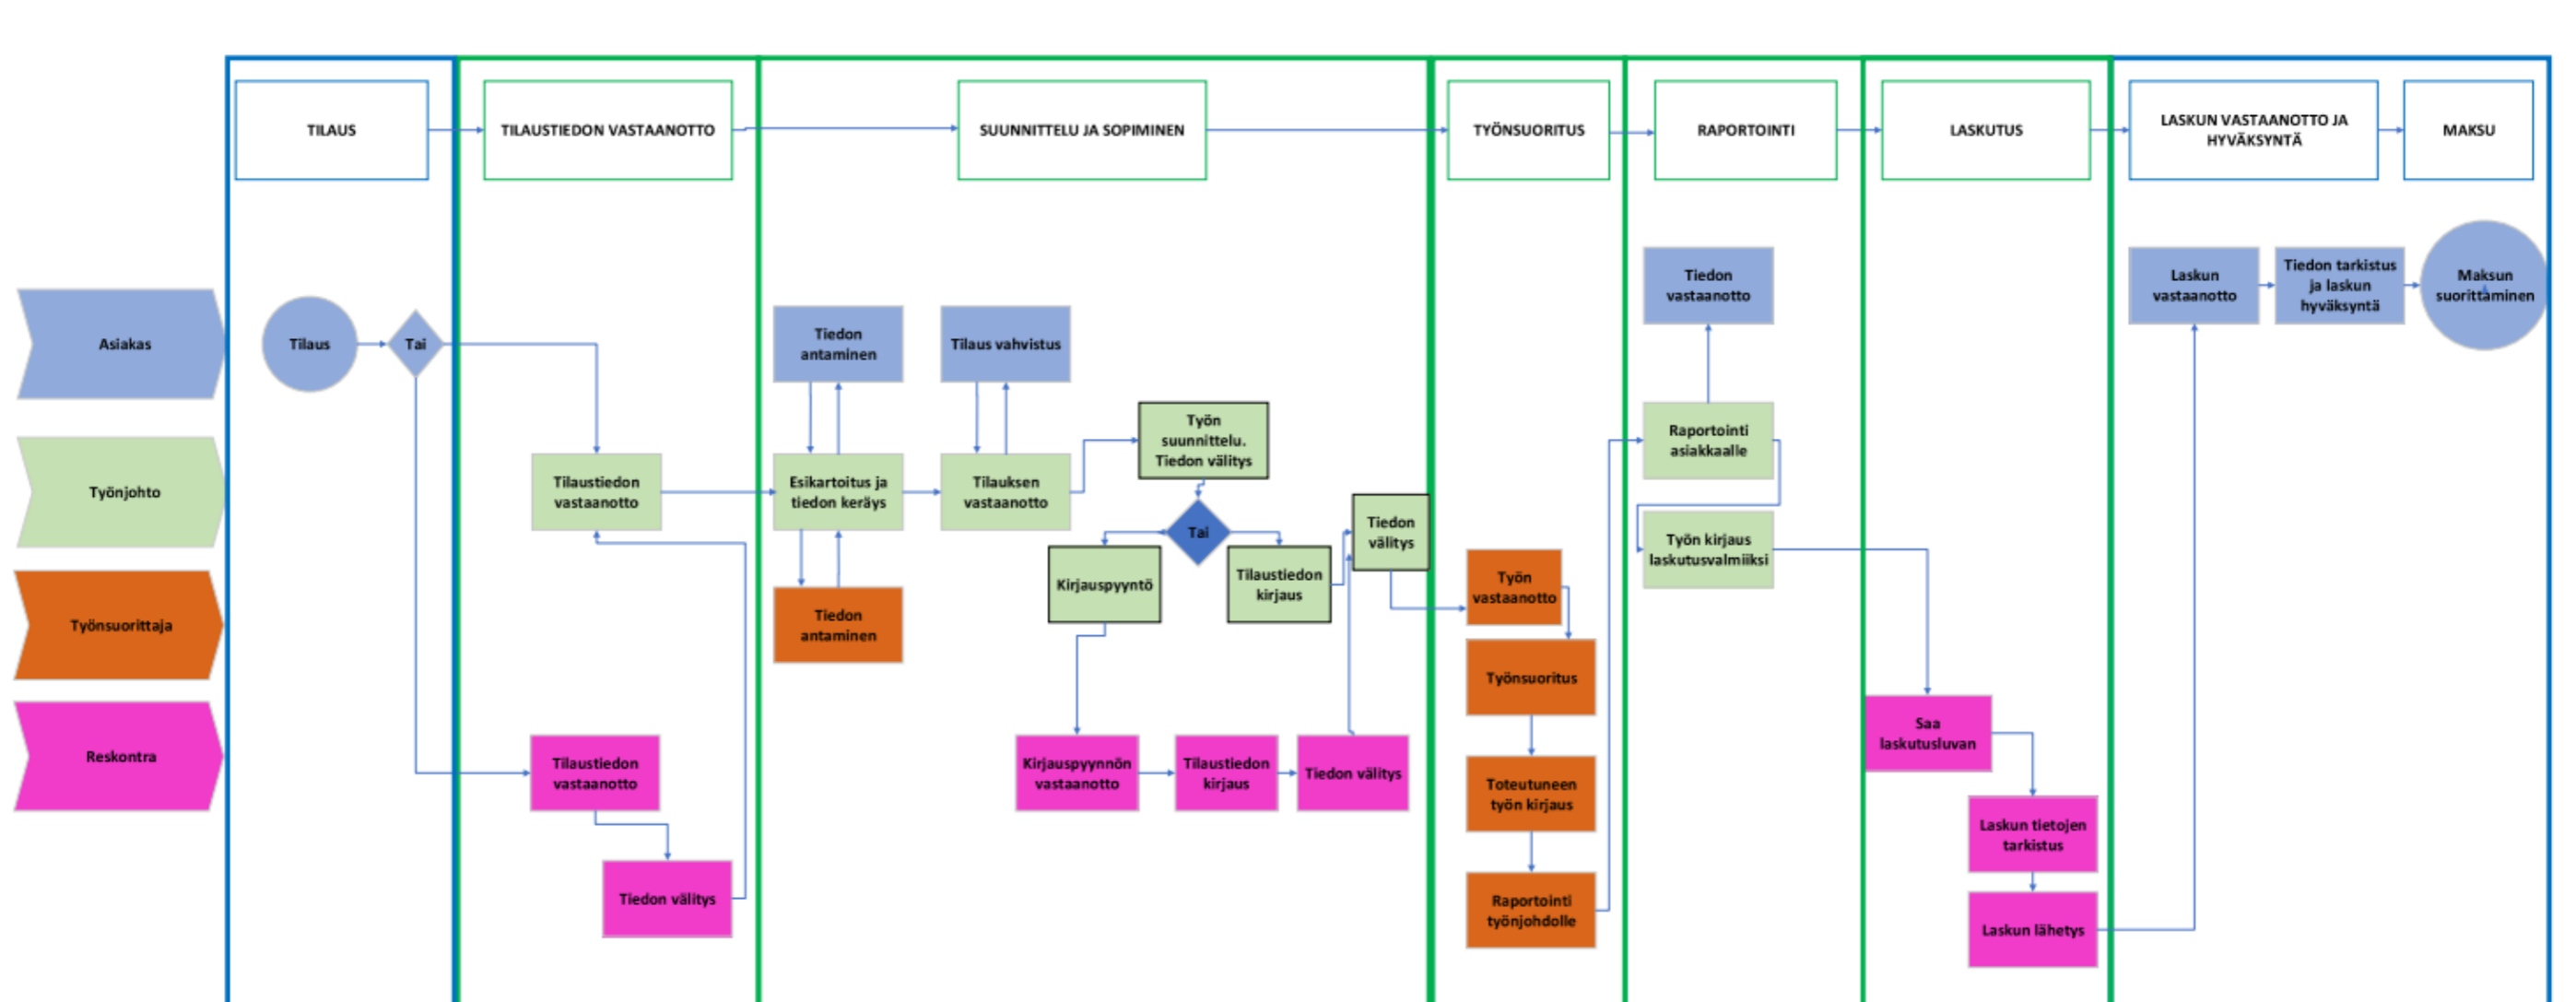 TILAUS
TILAUSTIEDON VASTAANOTTO
SUUNNITTELU JA SOPIMINEN
TYÖNSUORITUS
RAPORTOINTI
LASKUTUS
LASKUN VASTAANOTTO JA
HYVÄKSYNTÄ
MAKSU
Asiakas
Tilaus
Tai
Tiedon
antaminen
Tilaus vahvistus
Tiedon
vastaanotto
Laskun
vastaanotto
Tiedon tarkistus
ja laskun
hyväksyntä
Maksun
suorittaminen
Työnjohto
Tilaustiedon
vastaanotto
Esikartoitus ja
tiedon keräys
Tilauksen
vastaanotto
Työn
suunnittelu.
Tiedon välitys
Tai
Kirjauspyyntö
Tilaustiedon
kirjaus
Tiedon
välitys
Raportointi
asiakkaalle
Työn kirjaus
laskutusvalmiiksi
Työnsuorittaja
Tiedon
antaminen
Työn
vastaanotto
Työnsuoritus
Toteutuneen
työn kirjaus
Raportointi
työnjohdolle
Reskontra
Tilaustiedon
vastaanotto
Tiedon välitys
Kirjauspyynnön
vastaanotto
Tilaustiedon
kirjaus
Tiedon välitys
Saa
laskutusluvan
Laskun tietojen
tarkistus
Laskun lähetys